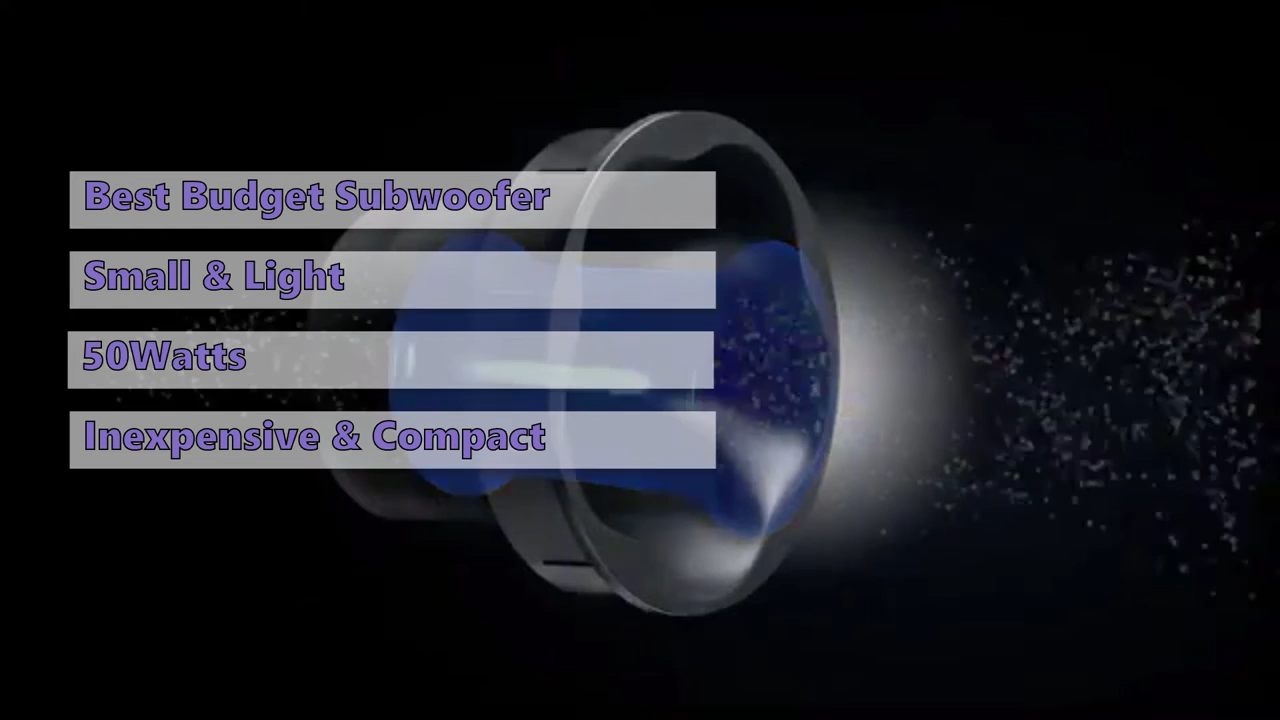 Best Budget Subwoofer
Small & Light
50Watts
Inexpensive & Compact